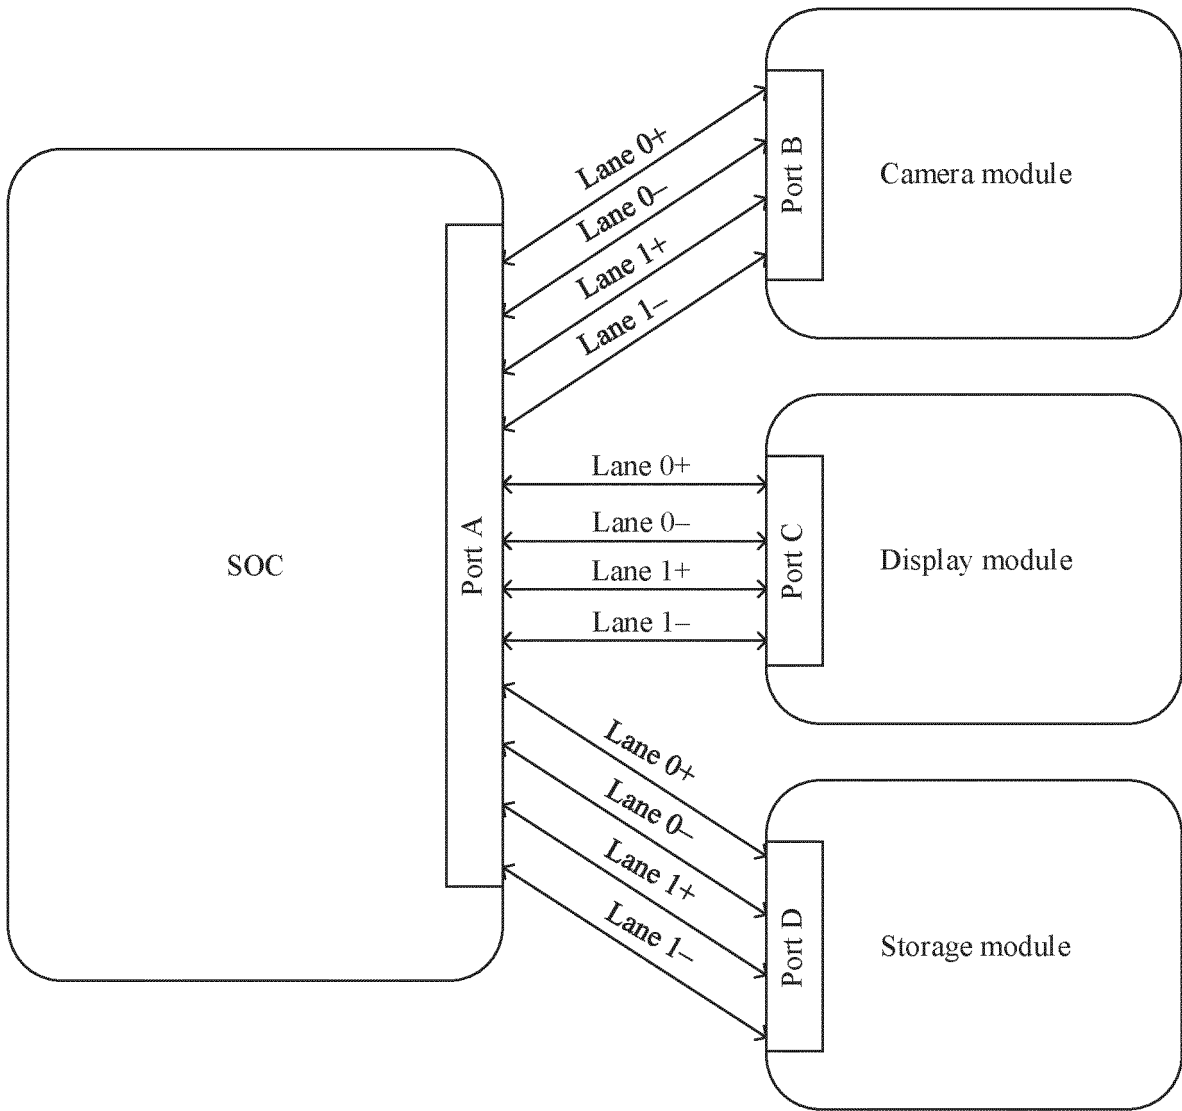 SOC
Port A
Lane 0+
Lane 0–
Lane 1+
Lane 1–
Port B
Camera module
Lane 0+
Lane 0–
Lane 1+
Lane 1–
Port C
Display module
Lane 0+
Lane 0–
Lane 1+
Lane 1–
Port D
Storage module